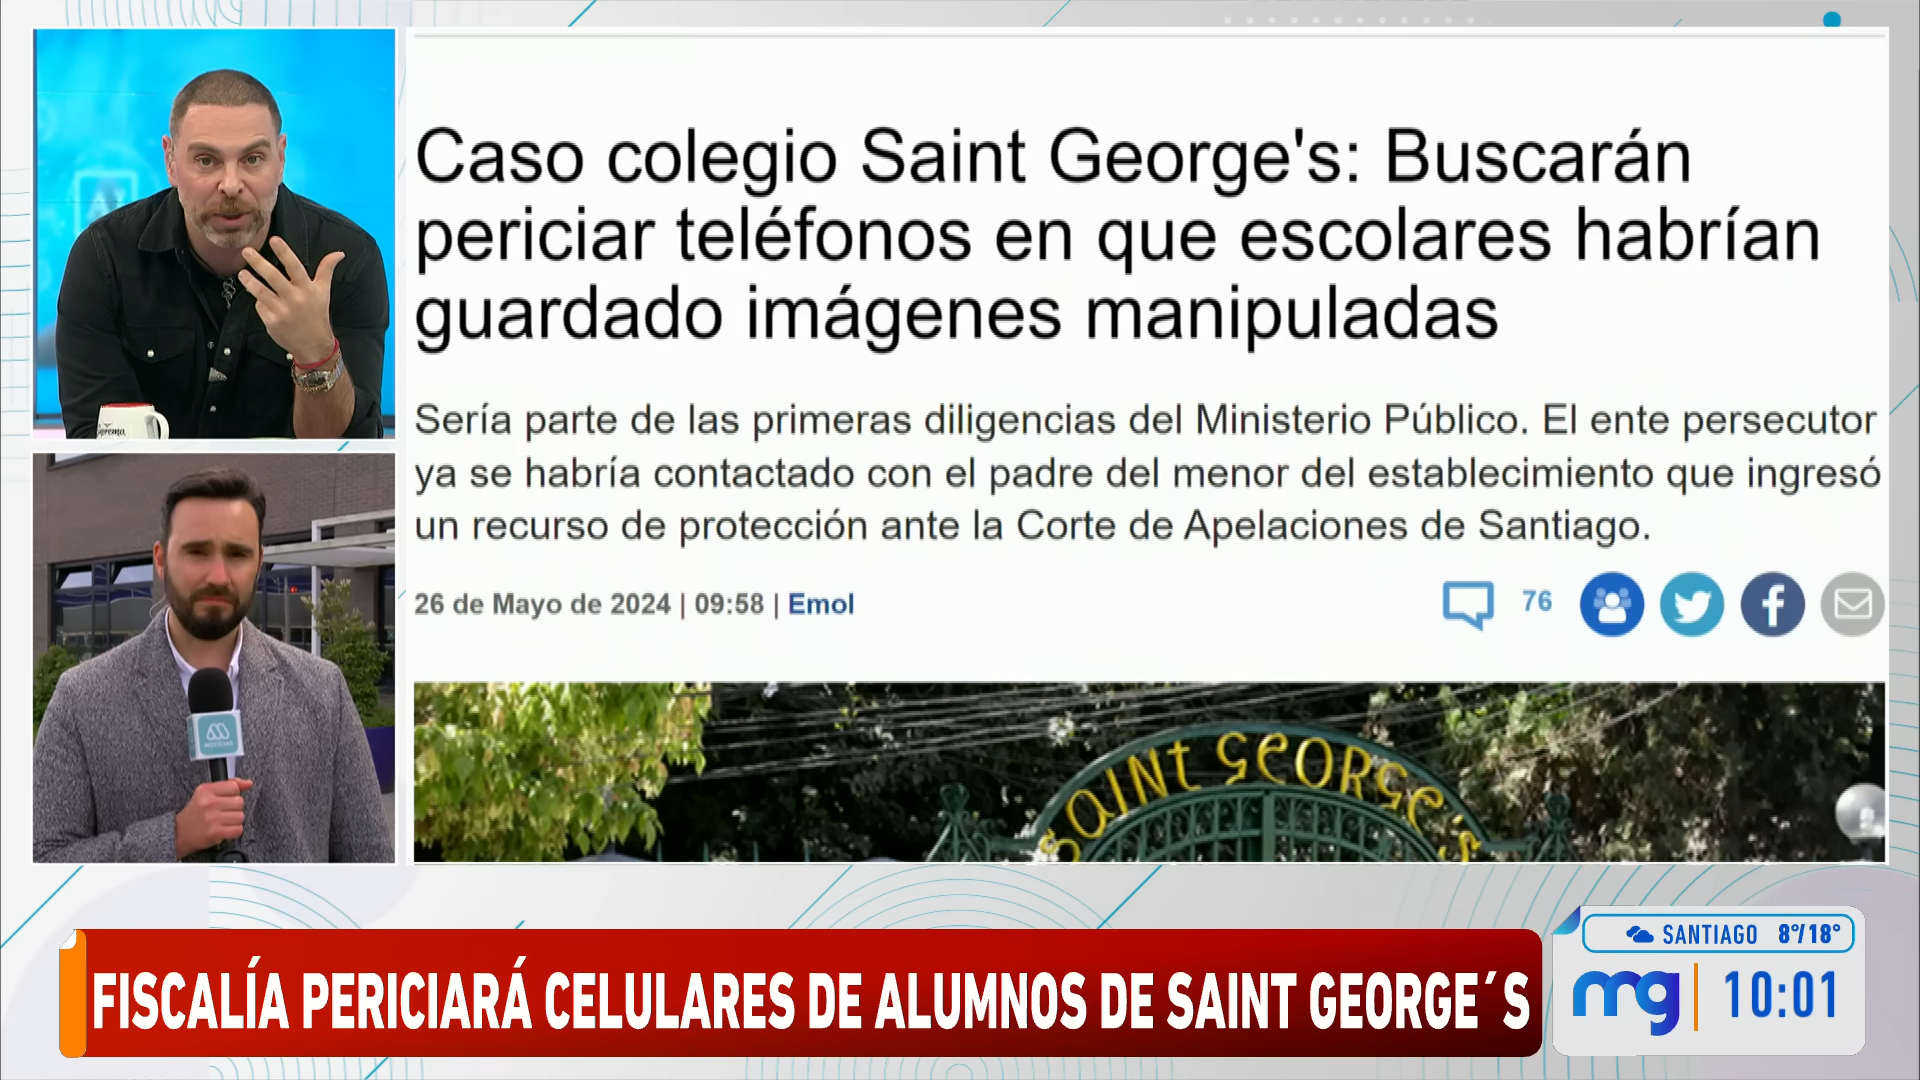 Caso colegio Saint George's: Buscarán
periciar teléfonos en que escolares habrían
guardado imágenes manipuladas
Sería parte de las primeras diligencias del Ministerio Público. El ente persecutor
ya se habría contactado con el padre del menor del establecimiento que ingresó
un recurso de protección ante la Corte de Apelaciones de Santiago.
26 de Mayo de 2024 | 09:58 | Emol
76
SAINT GEORGE'S
NOTICIAS
FISCALÍA PERICIARÁ CELULARES DE ALUMNOS DE SAINT GEORGE´S
SANTIAGO 8°/18°
mg 10:01